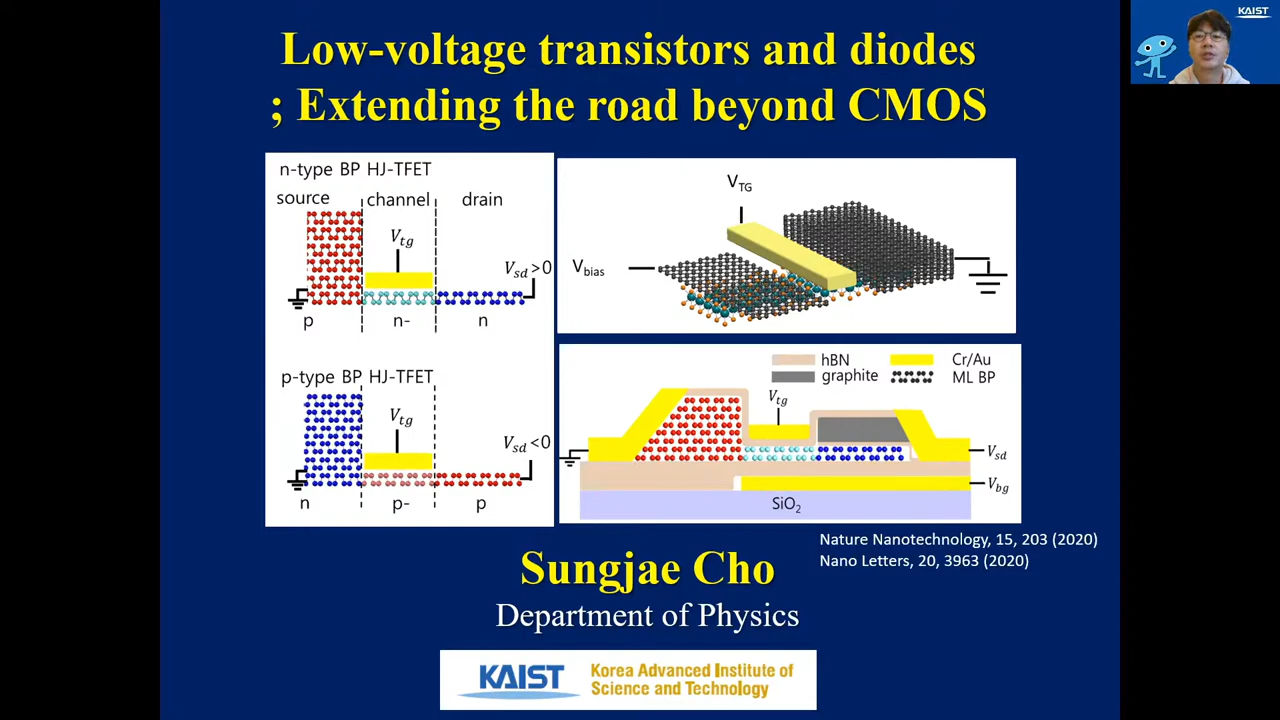 Low-voltage transistors and diodes
; Extending the road beyond CMOS
KAIST
n-type BP HJ-TFET
source
channel
drain
Vtg
Vsd>0
p
n-
n
p-type BP HJ-TFET
Vtg
Vsd<0
n
p-
p
VTG
Vbias
hBN
Cr/Au
graphite
ML BP
Vtg
Vsd
Vbg
SiO2
Nature Nanotechnology, 15, 203 (2020)
Nano Letters, 20, 3963 (2020)
Sungjae Cho
Department of Physics
KAIST
Korea Advanced Institute of
Science and Technology